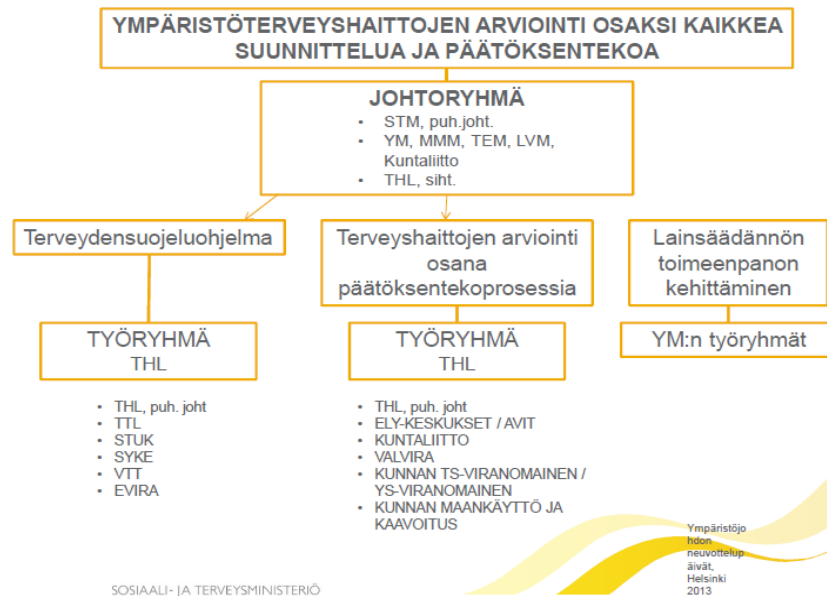 YMPÄRISTÖTERVEYSHAITTOJEN ARVIOINTI OSAKSI KAIKKEA
SUUNNITTELUA JA PÄÄTÖKSENTEKOA
JOHTORYHMÄ
• STM, puh.joht.
• YM, MMM, TEM, LVM,
Kuntaliitto
• THL, siht.
Terveydensuojeluohjelma
Terveyshaittojen arviointi
osana
päätöksentekoprosessia
Lainsäädännön
toimeenpanon
kehittäminen
TYÖRYHMÄ
THL
TYÖRYHMÄ
THL
YM:n työryhmät
• THL, puh. joht
• TTL
• STUK
• SYKE
• VTT
• EVIRA
• THL, puh. joht
• ELY-KESKUKSET / AVIT
• KUNTALIITTO
• VALVIRA
• KUNNAN TS-VIRANOMAINEN /
YS-VIRANOMAINEN
• KUNNAN MAANKÄYTTÖ JA
KAAVOITUS
Ympäristöjo
hdon
neuvottelup
äivät,
Helsinki
2013
SOSIAALI- JA TERVEYSMINISTERIÖ